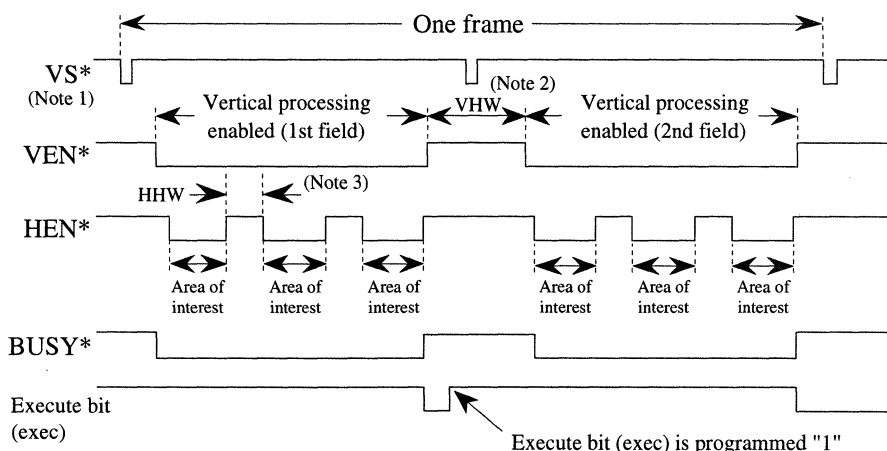 One frame
VS*
(Note 1)
(Note 2)
Vertical processing
enabled (1st field)
VHW
Vertical processing
enabled (2nd field)
VEN*
HHW
(Note 3)
HEN*
Area of
interest
Area of
interest
Area of
interest
Area of
interest
Area of
interest
Area of
interest
BUSY*
Execute bit
(exec)
Execute bit (exec) is programmed "1"